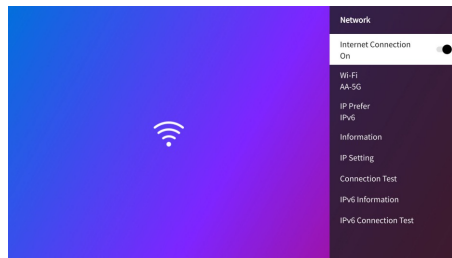 Network
Internet Connection
On
Wi-Fi
AA-5G
IP Prefer
IPv6
Information
IP Setting
Connection Test
IPv6 Information
IPv6 Connection Test